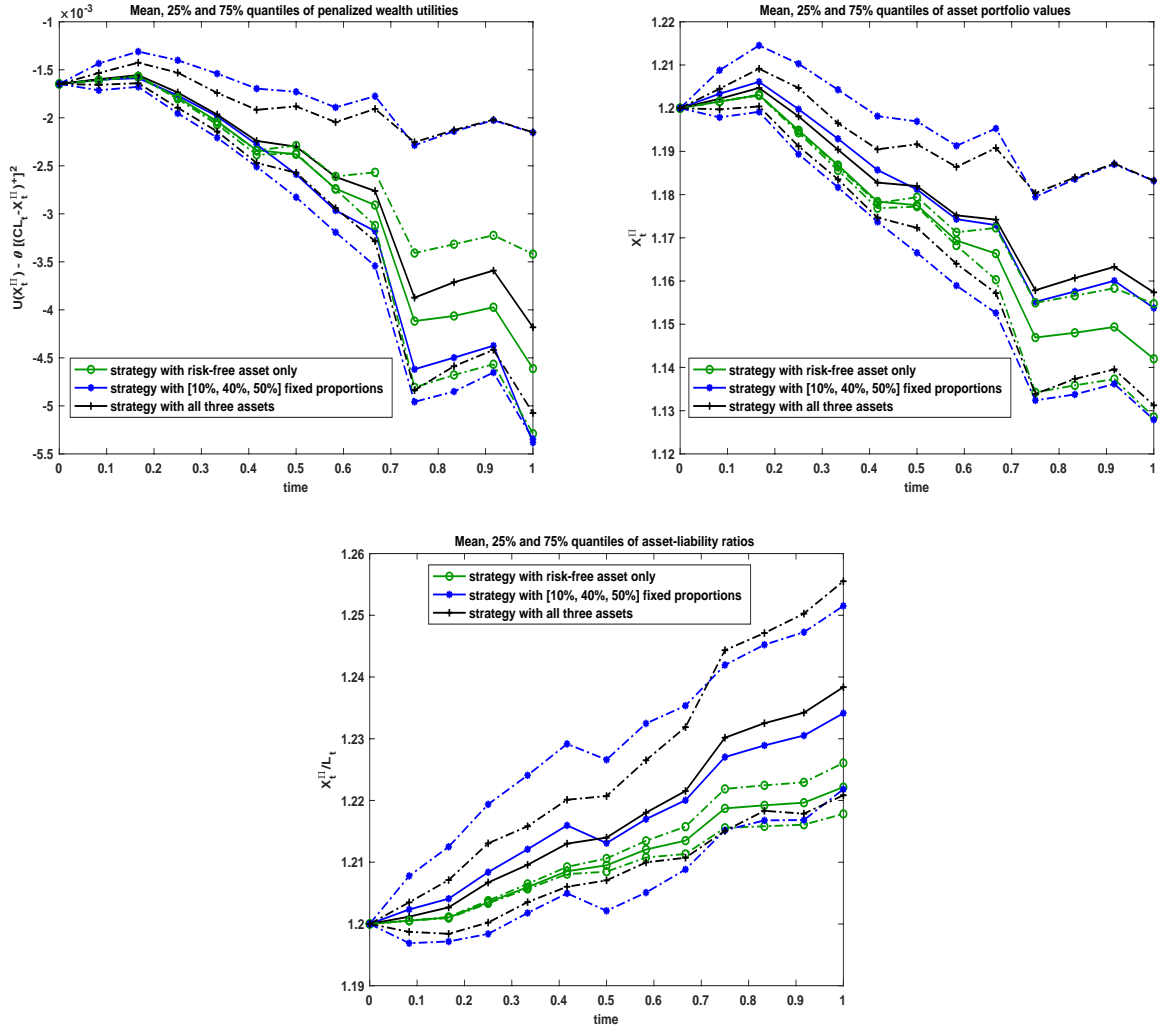 Mean, 25% and 75% quantiles of penalized wealth utilities
×10⁻³
-1
-1.5
-2
-2.5
-3
-3.5
-4
-4.5
-5
-5.5
U(X_t^Π) - θ [(CL_t-X_t^Π)⁺]²
strategy with risk-free asset only
strategy with [10%, 40%, 50%] fixed proportions
strategy with all three assets
0 0.1 0.2 0.3 0.4 0.5 0.6 0.7 0.8 0.9 1
time
Mean, 25% and 75% quantiles of asset portfolio values
1.22
1.21
1.20
1.19
1.18
1.17
1.16
1.15
1.14
1.13
1.12
X_t^Π
strategy with risk-free asset only
strategy with [10%, 40%, 50%] fixed proportions
strategy with all three assets
0 0.1 0.2 0.3 0.4 0.5 0.6 0.7 0.8 0.9 1
time
Mean, 25% and 75% quantiles of asset-liability ratios
1.26
1.25
1.24
1.23
1.22
1.21
1.20
1.19
X_t^Π/L_t
strategy with risk-free asset only
strategy with [10%, 40%, 50%] fixed proportions
strategy with all three assets
0 0.1 0.2 0.3 0.4 0.5 0.6 0.7 0.8 0.9 1
time